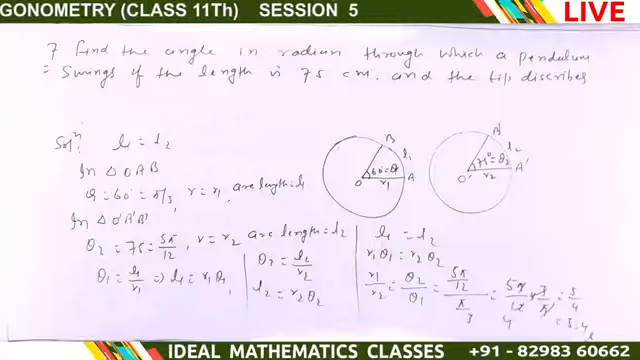 GONOMETRY (CLASS 11Th) SESSION 5 LIVE
7 find the angle in radian through which a pendulum
= Swings if the length is 75 cm. and the tip discribes
Solⁿ: l₁ = l₂
In △ OAB
θ = 60° = π/3, r = r₁, arc length = l₁
In △ O'A'B'
θ₂ = 75 = 5π/12, r = r₂ arc length = l₂
θ₁ = l₁/r₁ ⇒ l₁ = r₁θ₁
θ₂ = l₂/r₂
l₂ = r₂θ₂
l₁ = l₂
r₁θ₁ = r₂θ₂
r₁/r₂ = θ₂/θ₁ = (5π/12)/(π/3) = 5π/12 × 3/π = 5/4
= 5:4
B l₁
O 60°=θ A
r₁
B' l₂
O' 75°=θ₂ A'
r₂
IDEAL MATHEMATICS CLASSES +91 - 82983 60662